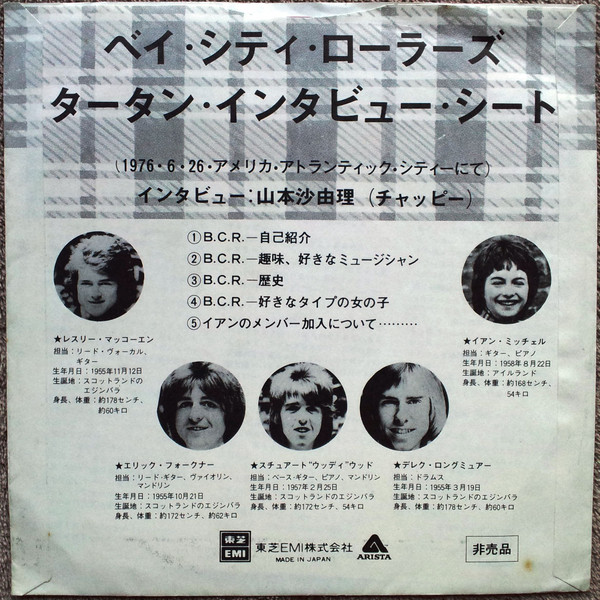 ベイ・シティ・ローラーズ
タータン・インタビュー・シート
(1976・6・26・アメリカ・アトランティック・シティーにて)
インタビュー:山本沙由理(チャッピー)
①B.C.R.—自己紹介
②B.C.R.—趣味、好きなミュージシャン
③B.C.R.—歴史
④B.C.R.—好きなタイプの女の子
⑤イアンのメンバー加入について………
★レスリー・マッコーエン
担当:リード・ヴォーカル、
ギター
生年月日:1955年11月12日
生誕地:スコットランドの
エジンバラ
身長、体重:約178センチ、
約60キロ
★イアン・ミッチェル
担当:ギター、ピアノ
生年月日:1958年8月22日
生誕地:アイルランド
身長、体重:約168センチ、
54キロ
★エリック・フォークナー
担当:リード・ギター、ヴァイオリン、
マンドリン
生年月日:1955年10月21日
生誕地:スコットランドのエジンバラ
身長、体重:約172センチ、約62キロ
★スチュアート"ウッディ"ウッド
担当:ベース・ギター、ピアノ、マンドリン
生年月日:1957年2月25日
生誕地:スコットランドのエジンバラ
身長、体重:約172センチ、54キロ
★デレク・ロングミュアー
担当:ドラムス
生年月日:1955年3月19日
生誕地:スコットランドのエジンバラ
身長、体重:約178センチ、約60キロ
東芝
EMI
東芝EMI株式会社
MADE IN JAPAN
ARISTA
非売品